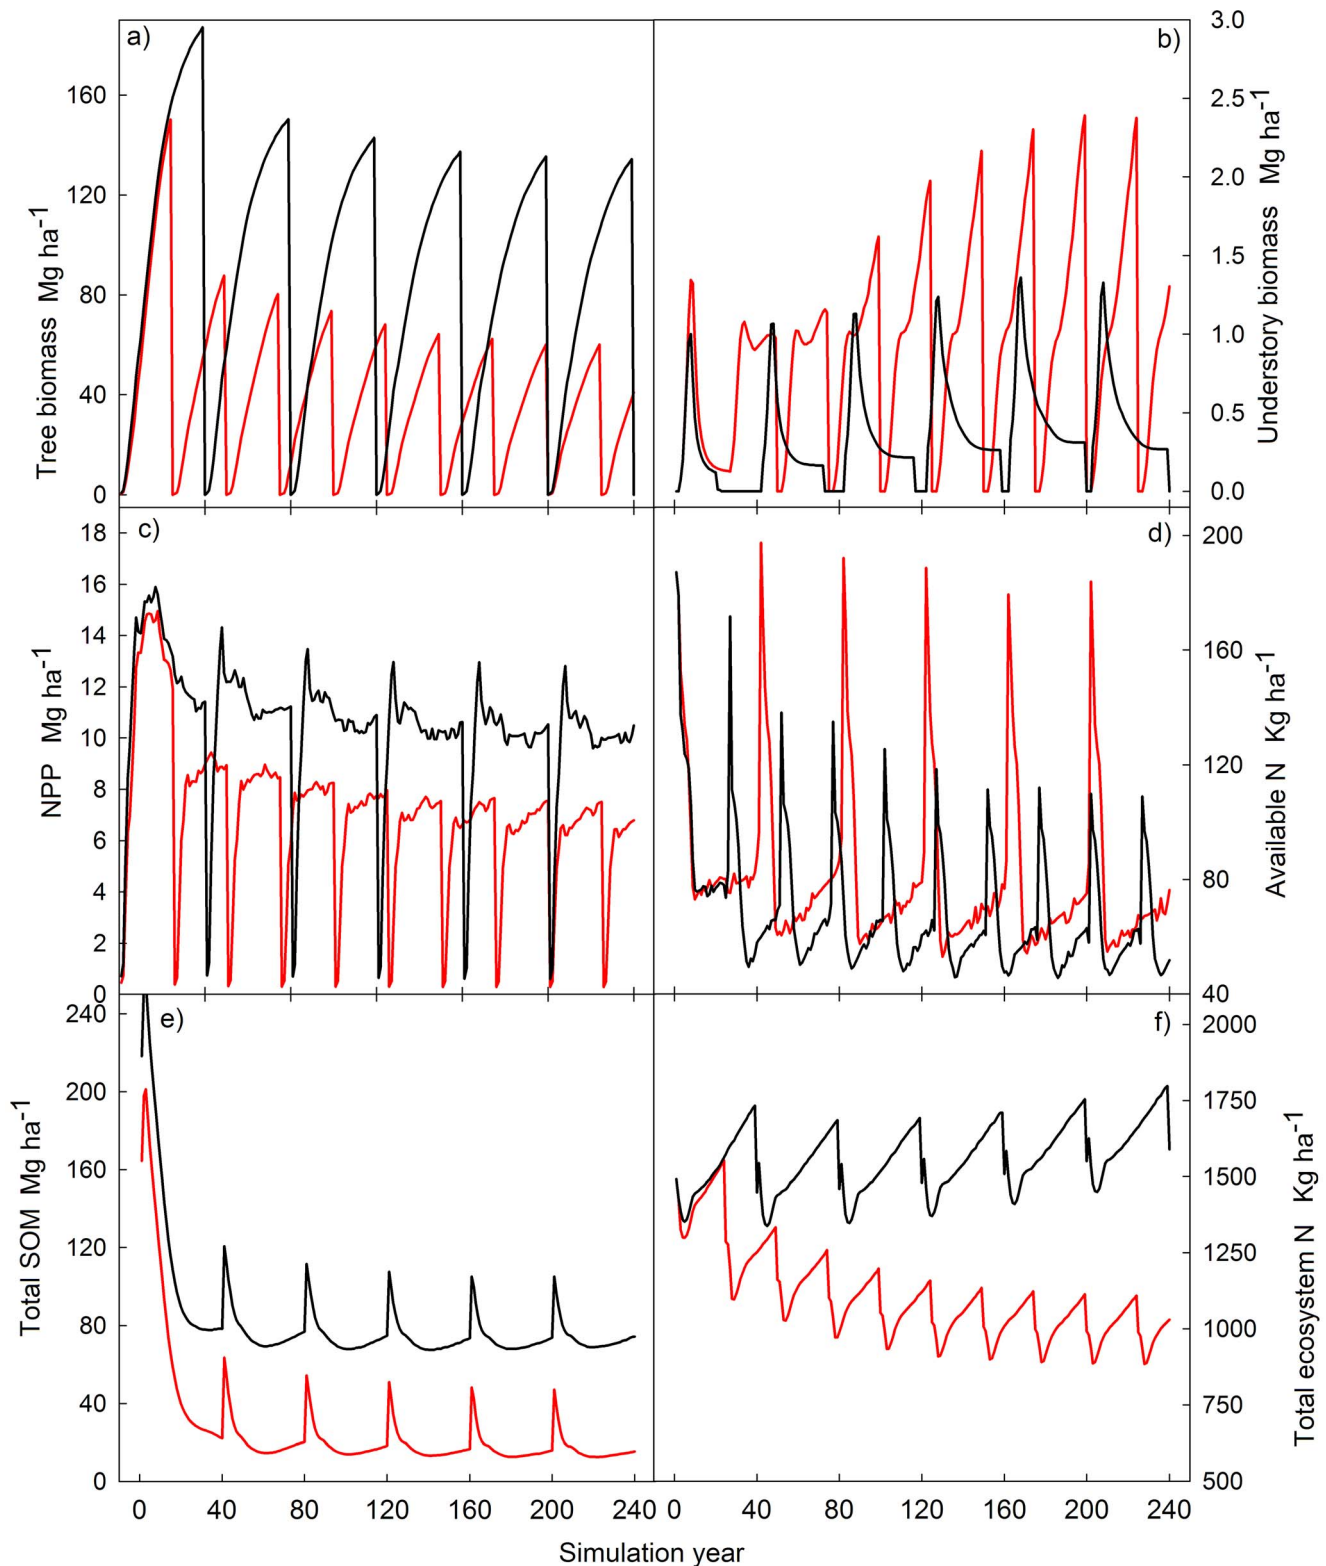 a)
b)
160
120
80
40
0
Tree biomass Mg ha-1
3.0
2.5
2.0
1.5
1.0
0.5
0.0
Understory biomass Mg ha-1
c)
d)
18
16
14
12
10
8
6
4
2
0
NPP Mg ha-1
200
160
120
80
40
Available N Kg ha-1
e)
f)
240
200
160
120
80
40
0
Total SOM Mg ha-1
2000
1750
1500
1250
1000
750
500
Total ecosystem N Kg ha-1
0 40 80 120 160 200 240
0 40 80 120 160 200 240
Simulation year